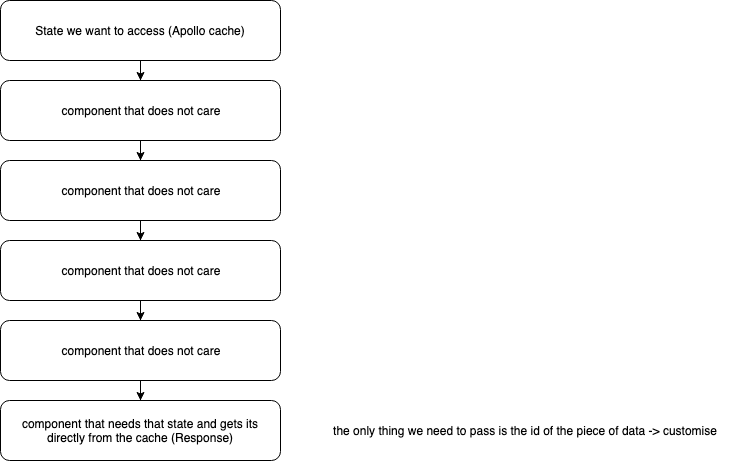 State we want to access (Apollo cache)
component that does not care
component that does not care
component that does not care
component that does not care
component that needs that state and gets its
directly from the cache (Response)
the only thing we need to pass is the id of the piece of data -> customise